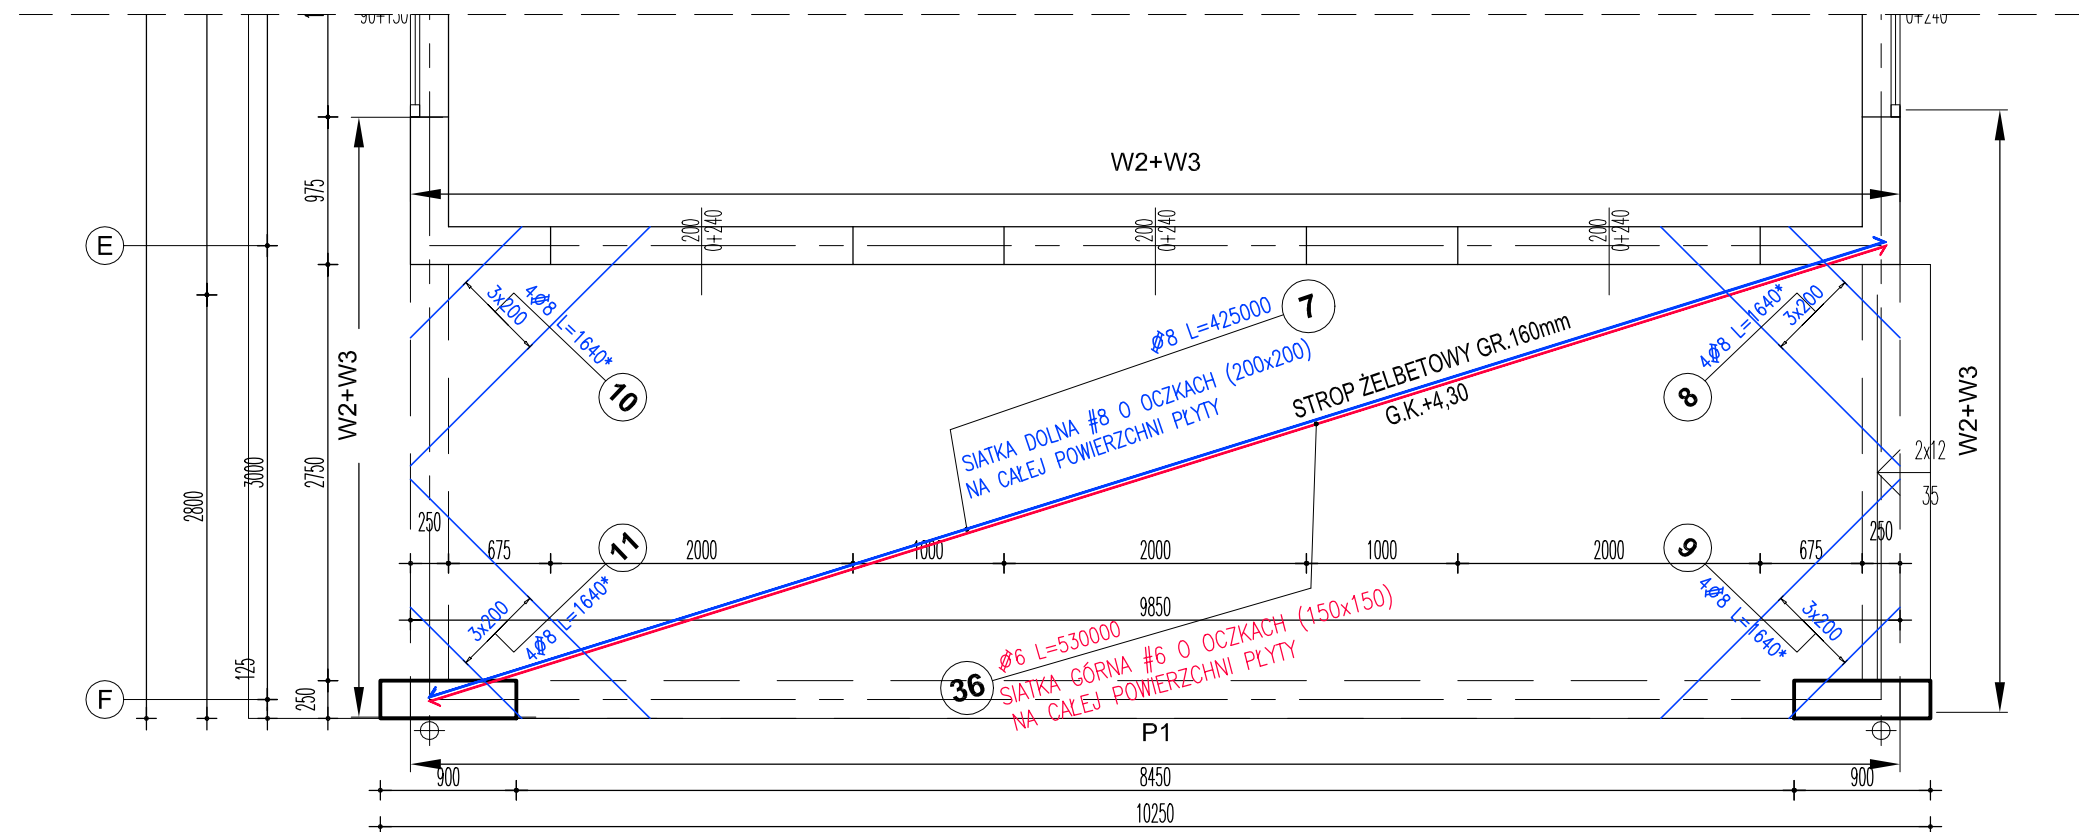 90+150
0+240
W2+W3
975
E
200
0+240
200
0+240
200
0+240
3x200
4ø8 L=1640*
10
ø8 L=425000
7
SIATKA DOLNA #8 O OCZKACH (200x200)
NA CAŁEJ POWIERZCHNI PŁYTY
STROP ŻELBETOWY GR.160mm
G.K.+4,30
4ø8 L=1640*
3x200
8
W2+W3
W2+W3
2x12
35
2800
3000
2750
250
675
2000
1000
2000
1000
2000
675
250
11
9
9850
3x200
4ø8 L=1640*
4ø8 L=1640*
3x200
ø6 L=530000
36
SIATKA GÓRNA #6 O OCZKACH (150x150)
NA CAŁEJ POWIERZCHNI PŁYTY
125
250
F
P1
900
8450
900
10250